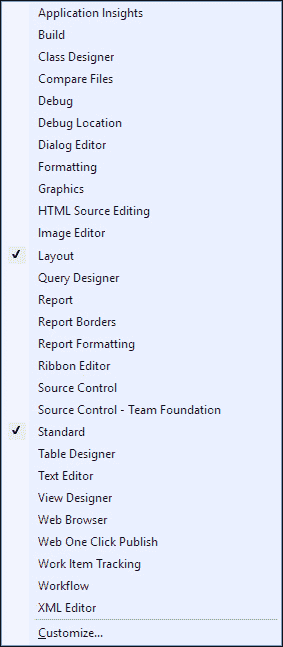 Application Insights
Build
Class Designer
Compare Files
Debug
Debug Location
Dialog Editor
Formatting
Graphics
HTML Source Editing
Image Editor
Layout
Query Designer
Report
Report Borders
Report Formatting
Ribbon Editor
Source Control
Source Control - Team Foundation
Standard
Table Designer
Text Editor
View Designer
Web Browser
Web One Click Publish
Work Item Tracking
Workflow
XML Editor
Customize...